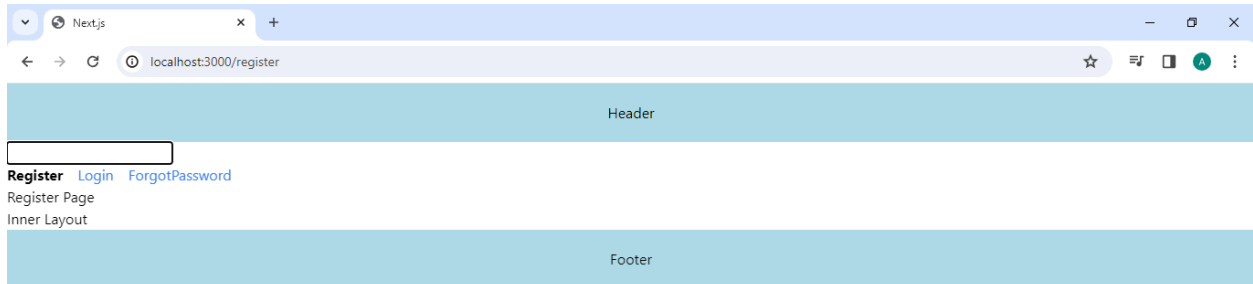 Next.js
localhost:3000/register
A
Header
Register Login ForgotPassword
Register Page
Inner Layout
Footer